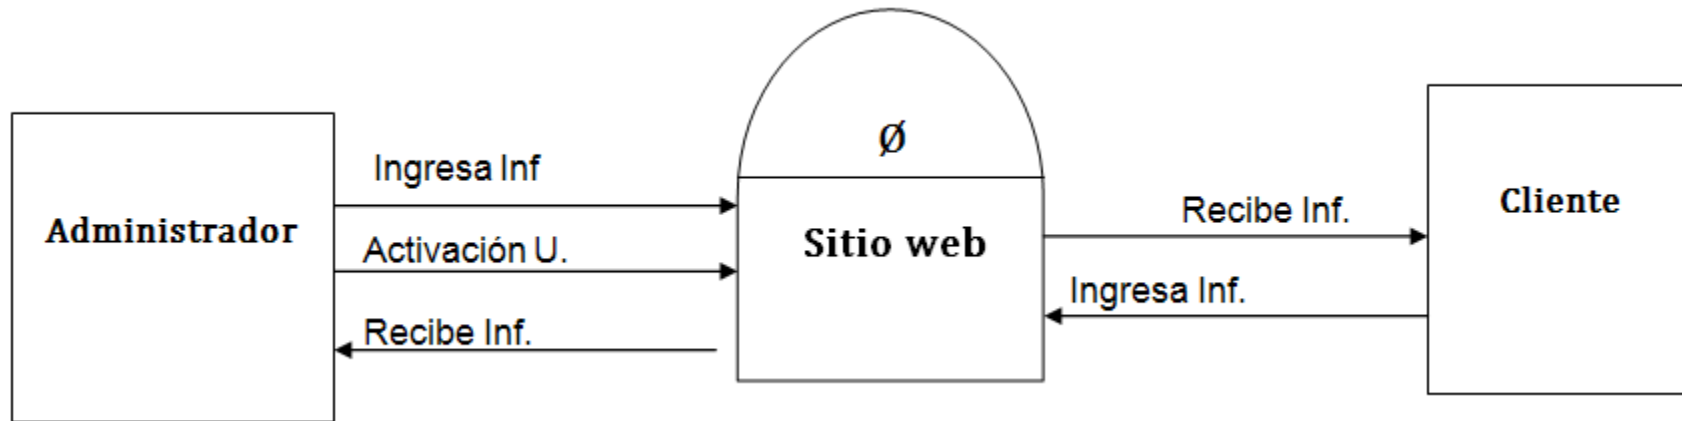 Ø
Ingresa Inf
Administrador
Activación U.
Recibe Inf.
Sitio web
Recibe Inf.
Ingresa Inf.
Cliente